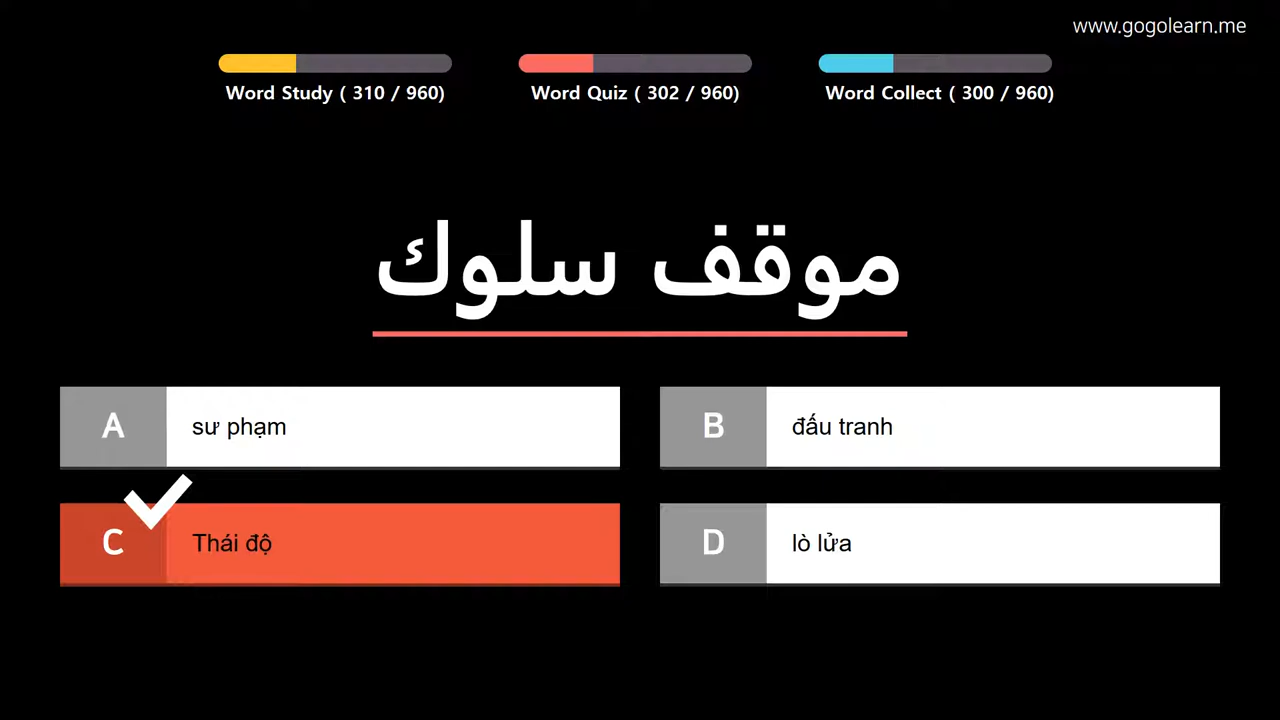 www.gogolearn.me
Word Study ( 310 / 960)
Word Quiz ( 302 / 960)
Word Collect ( 300 / 960)
موقف سلوك
A
sư phạm
B
đấu tranh
C
Thái độ
D
lò lửa